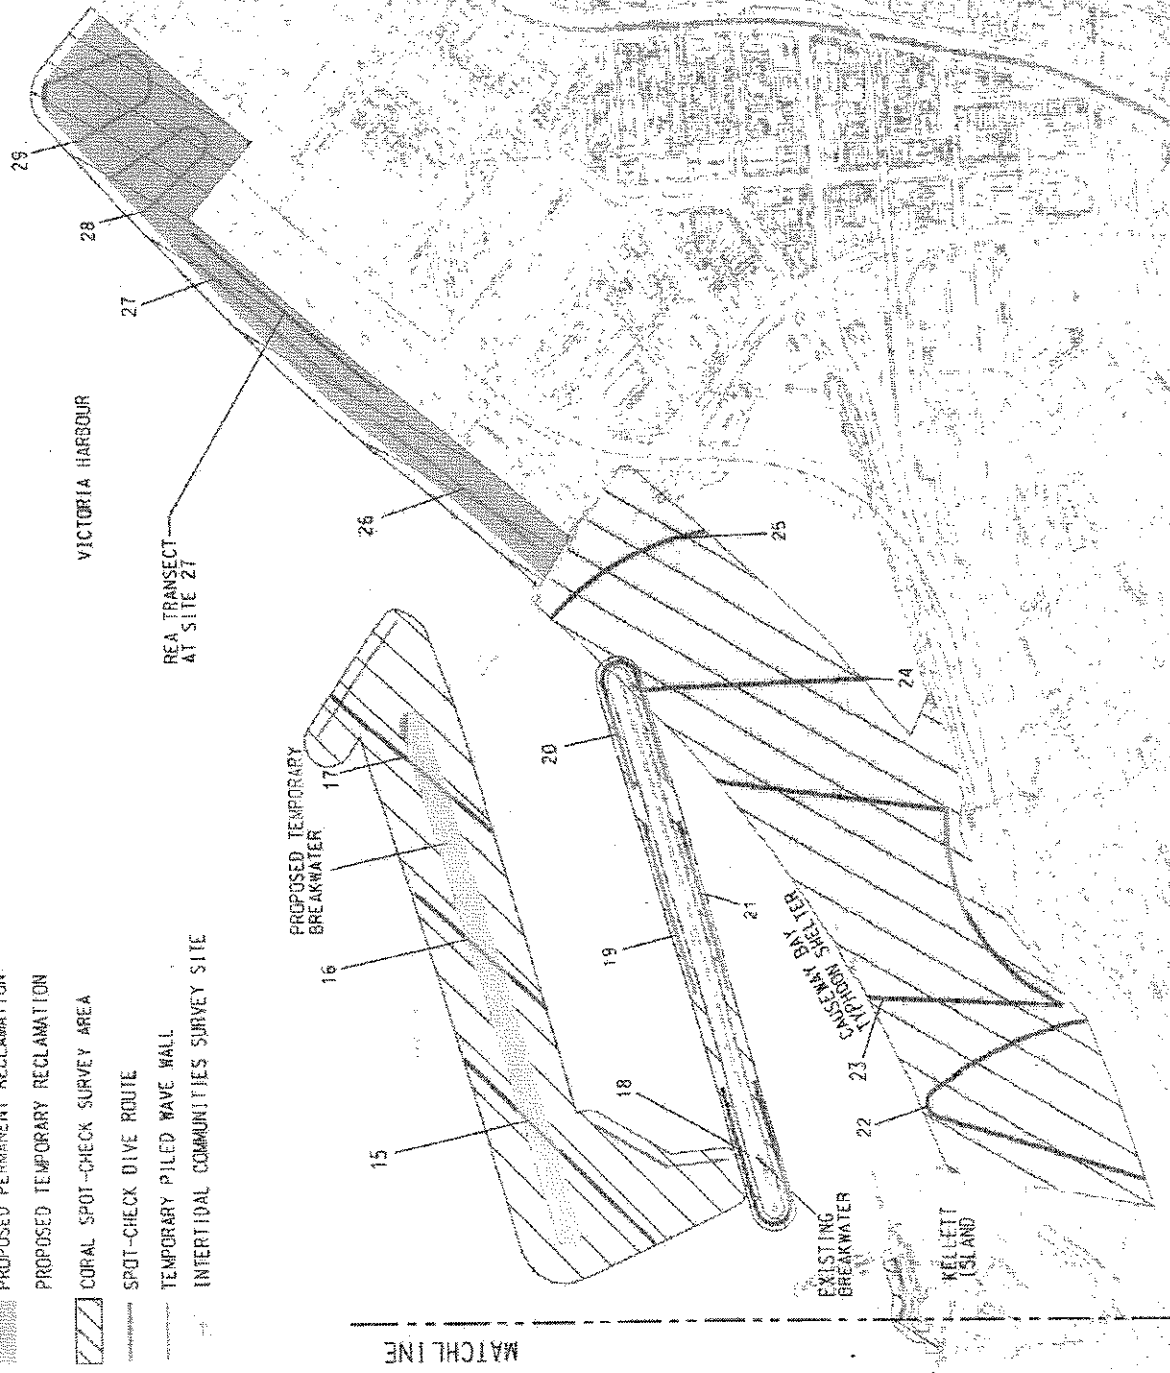 PROPOSED PERMANENT RECLAMATION
PROPOSED TEMPORARY RECLAMATION
CORAL SPOT-CHECK SURVEY AREA
SPOT-CHECK DIVE ROUTE
TEMPORARY PILED WAVE WALL
INTERTIDAL COMMUNITIES SURVEY SITE
VICTORIA HARBOUR
REA TRANSECT
AT SITE 27
PROPOSED TEMPORARY
BREAKWATER
CAUSEWAY BAY
TYPHOON SHELTER
EXISTING
BREAKWATER
KELLETT
ISLAND
MATCHLINE
15
16
17
18
19
20
21
22
23
24
25
26
27
28
29